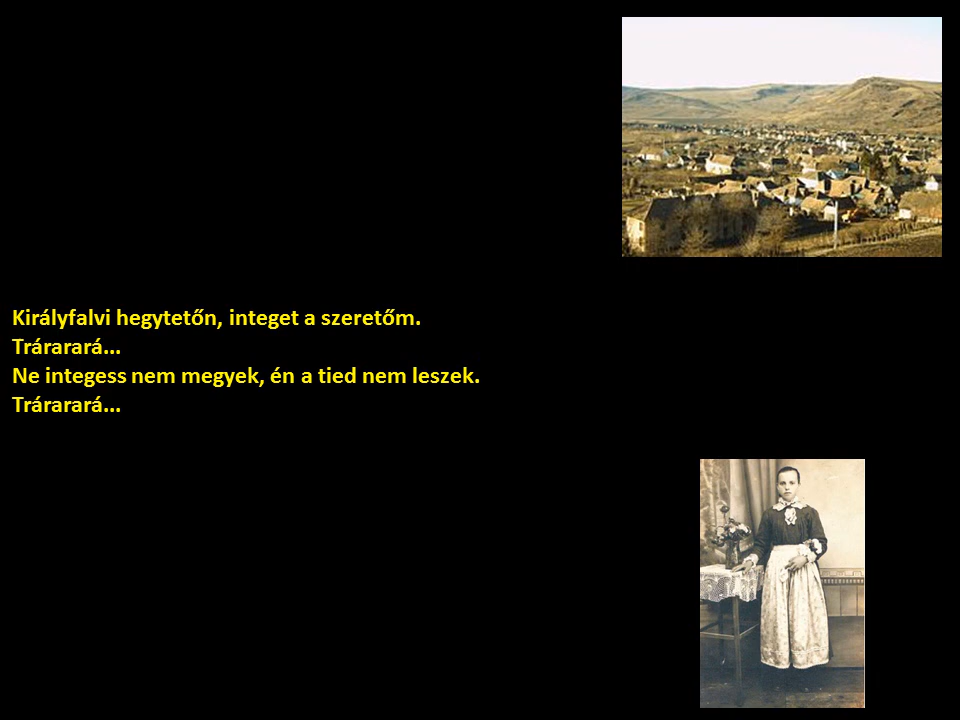 Királyfalvi hegytetőn, integet a szeretőm.
Trárarará...
Ne integess nem megyek, én a tied nem leszek.
Trárarará...